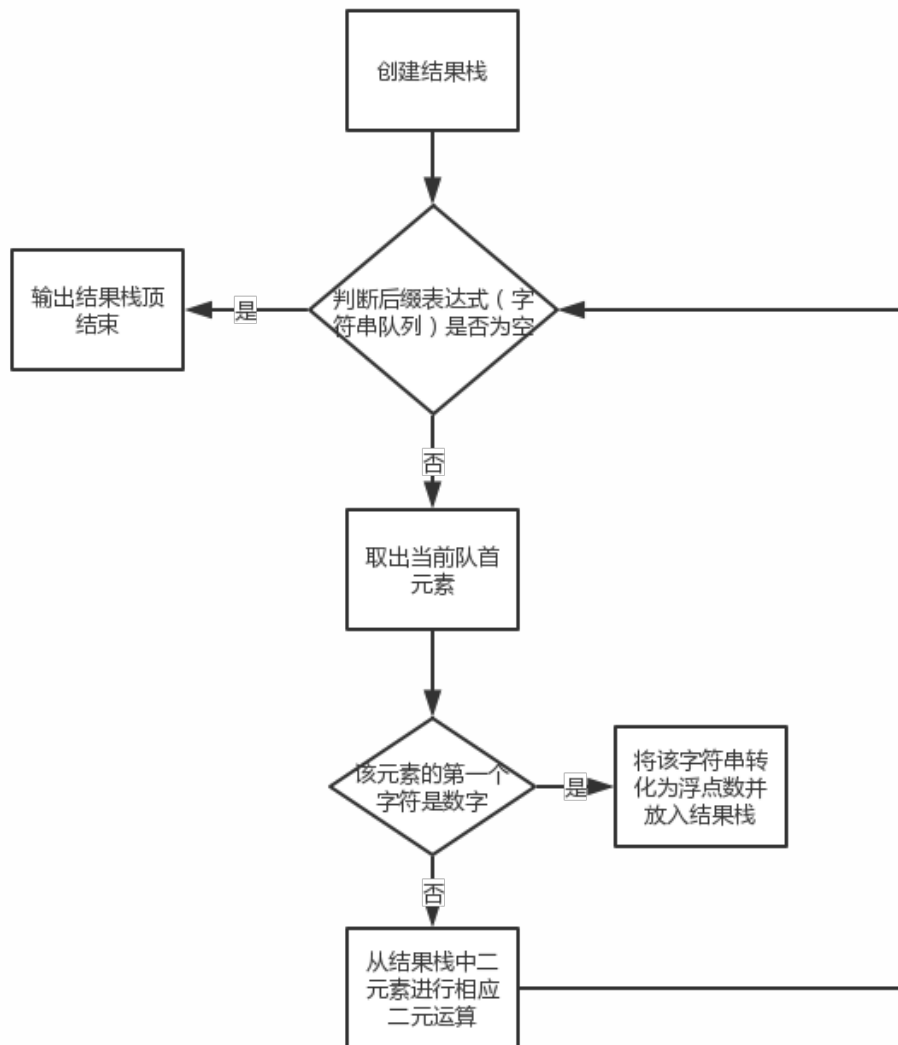 创建结果栈
判断后缀表达式（字
符串队列）是否为空
是
输出结果栈顶
结束
否
取出当前队首
元素
该元素的第一个
字符是数字
是
将该字符串转
化为浮点数并
放入结果栈
否
从结果栈中二
元素进行相应
二元运算